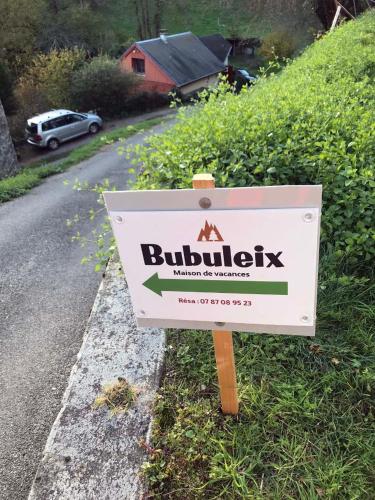 Bubuleix
Maison de vacances
Résa : 07 87 08 95 23